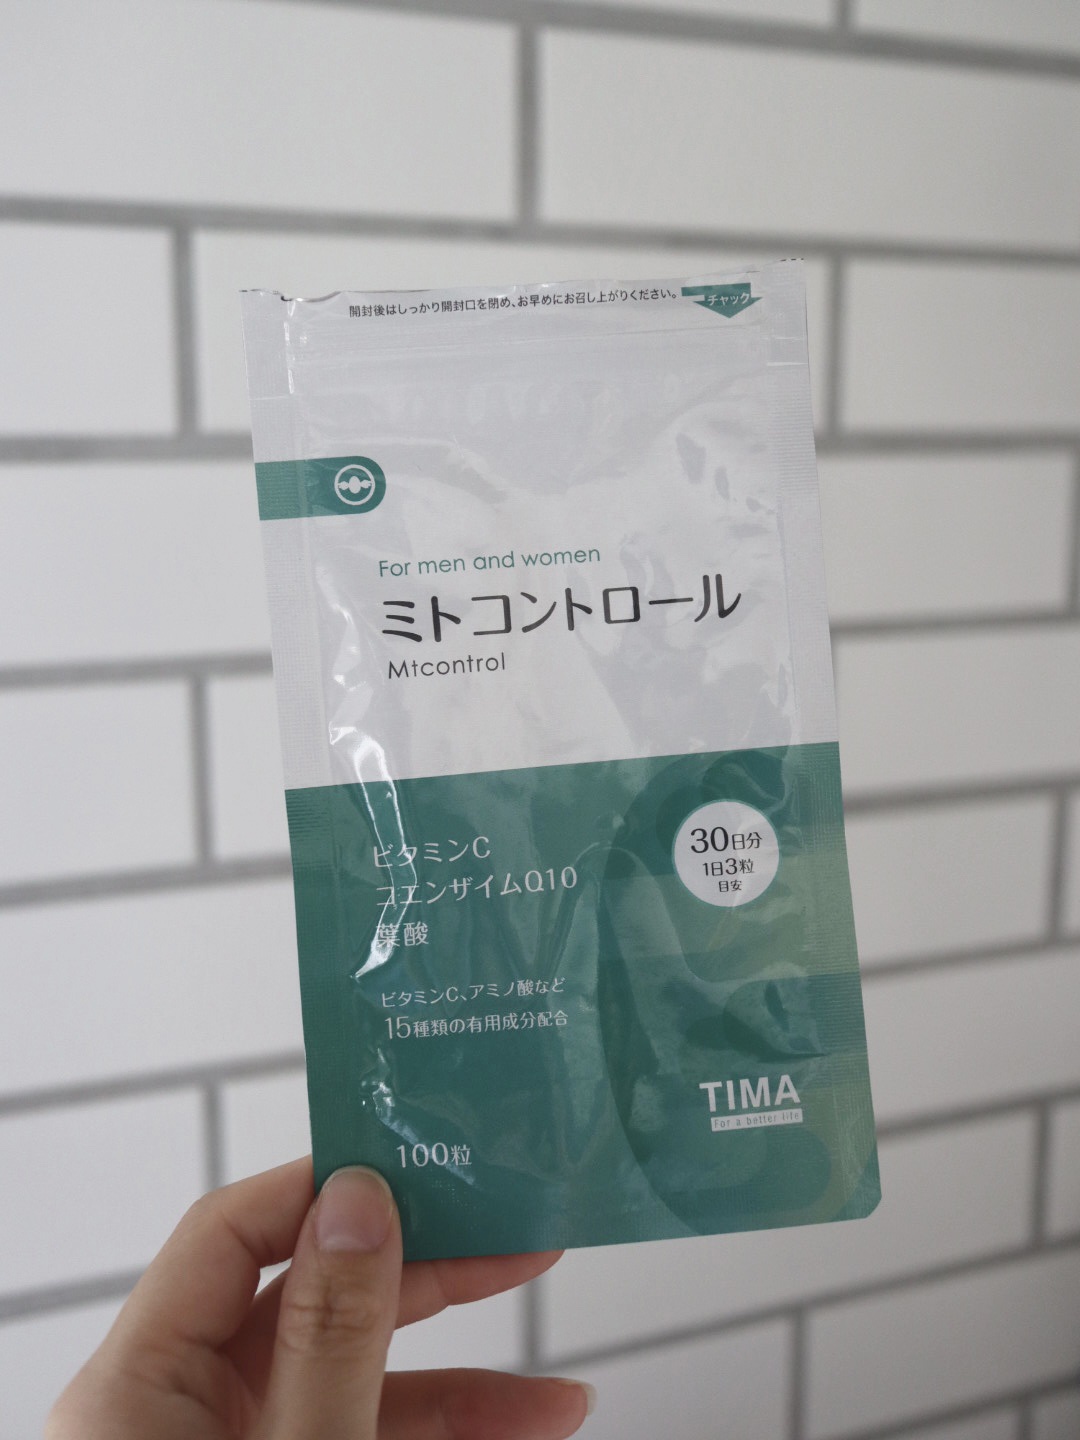 開封後はしっかり開封口を閉め、お早めにお召し上がりください。
チャック
For men and women
ミトコントロール
Mtcontrol
ビタミンC
コエンザイムQ10
葉酸
30日分
1日3粒
目安
ビタミンC、アミノ酸など
15種類の有用成分配合
TIMA
For a better life
100粒